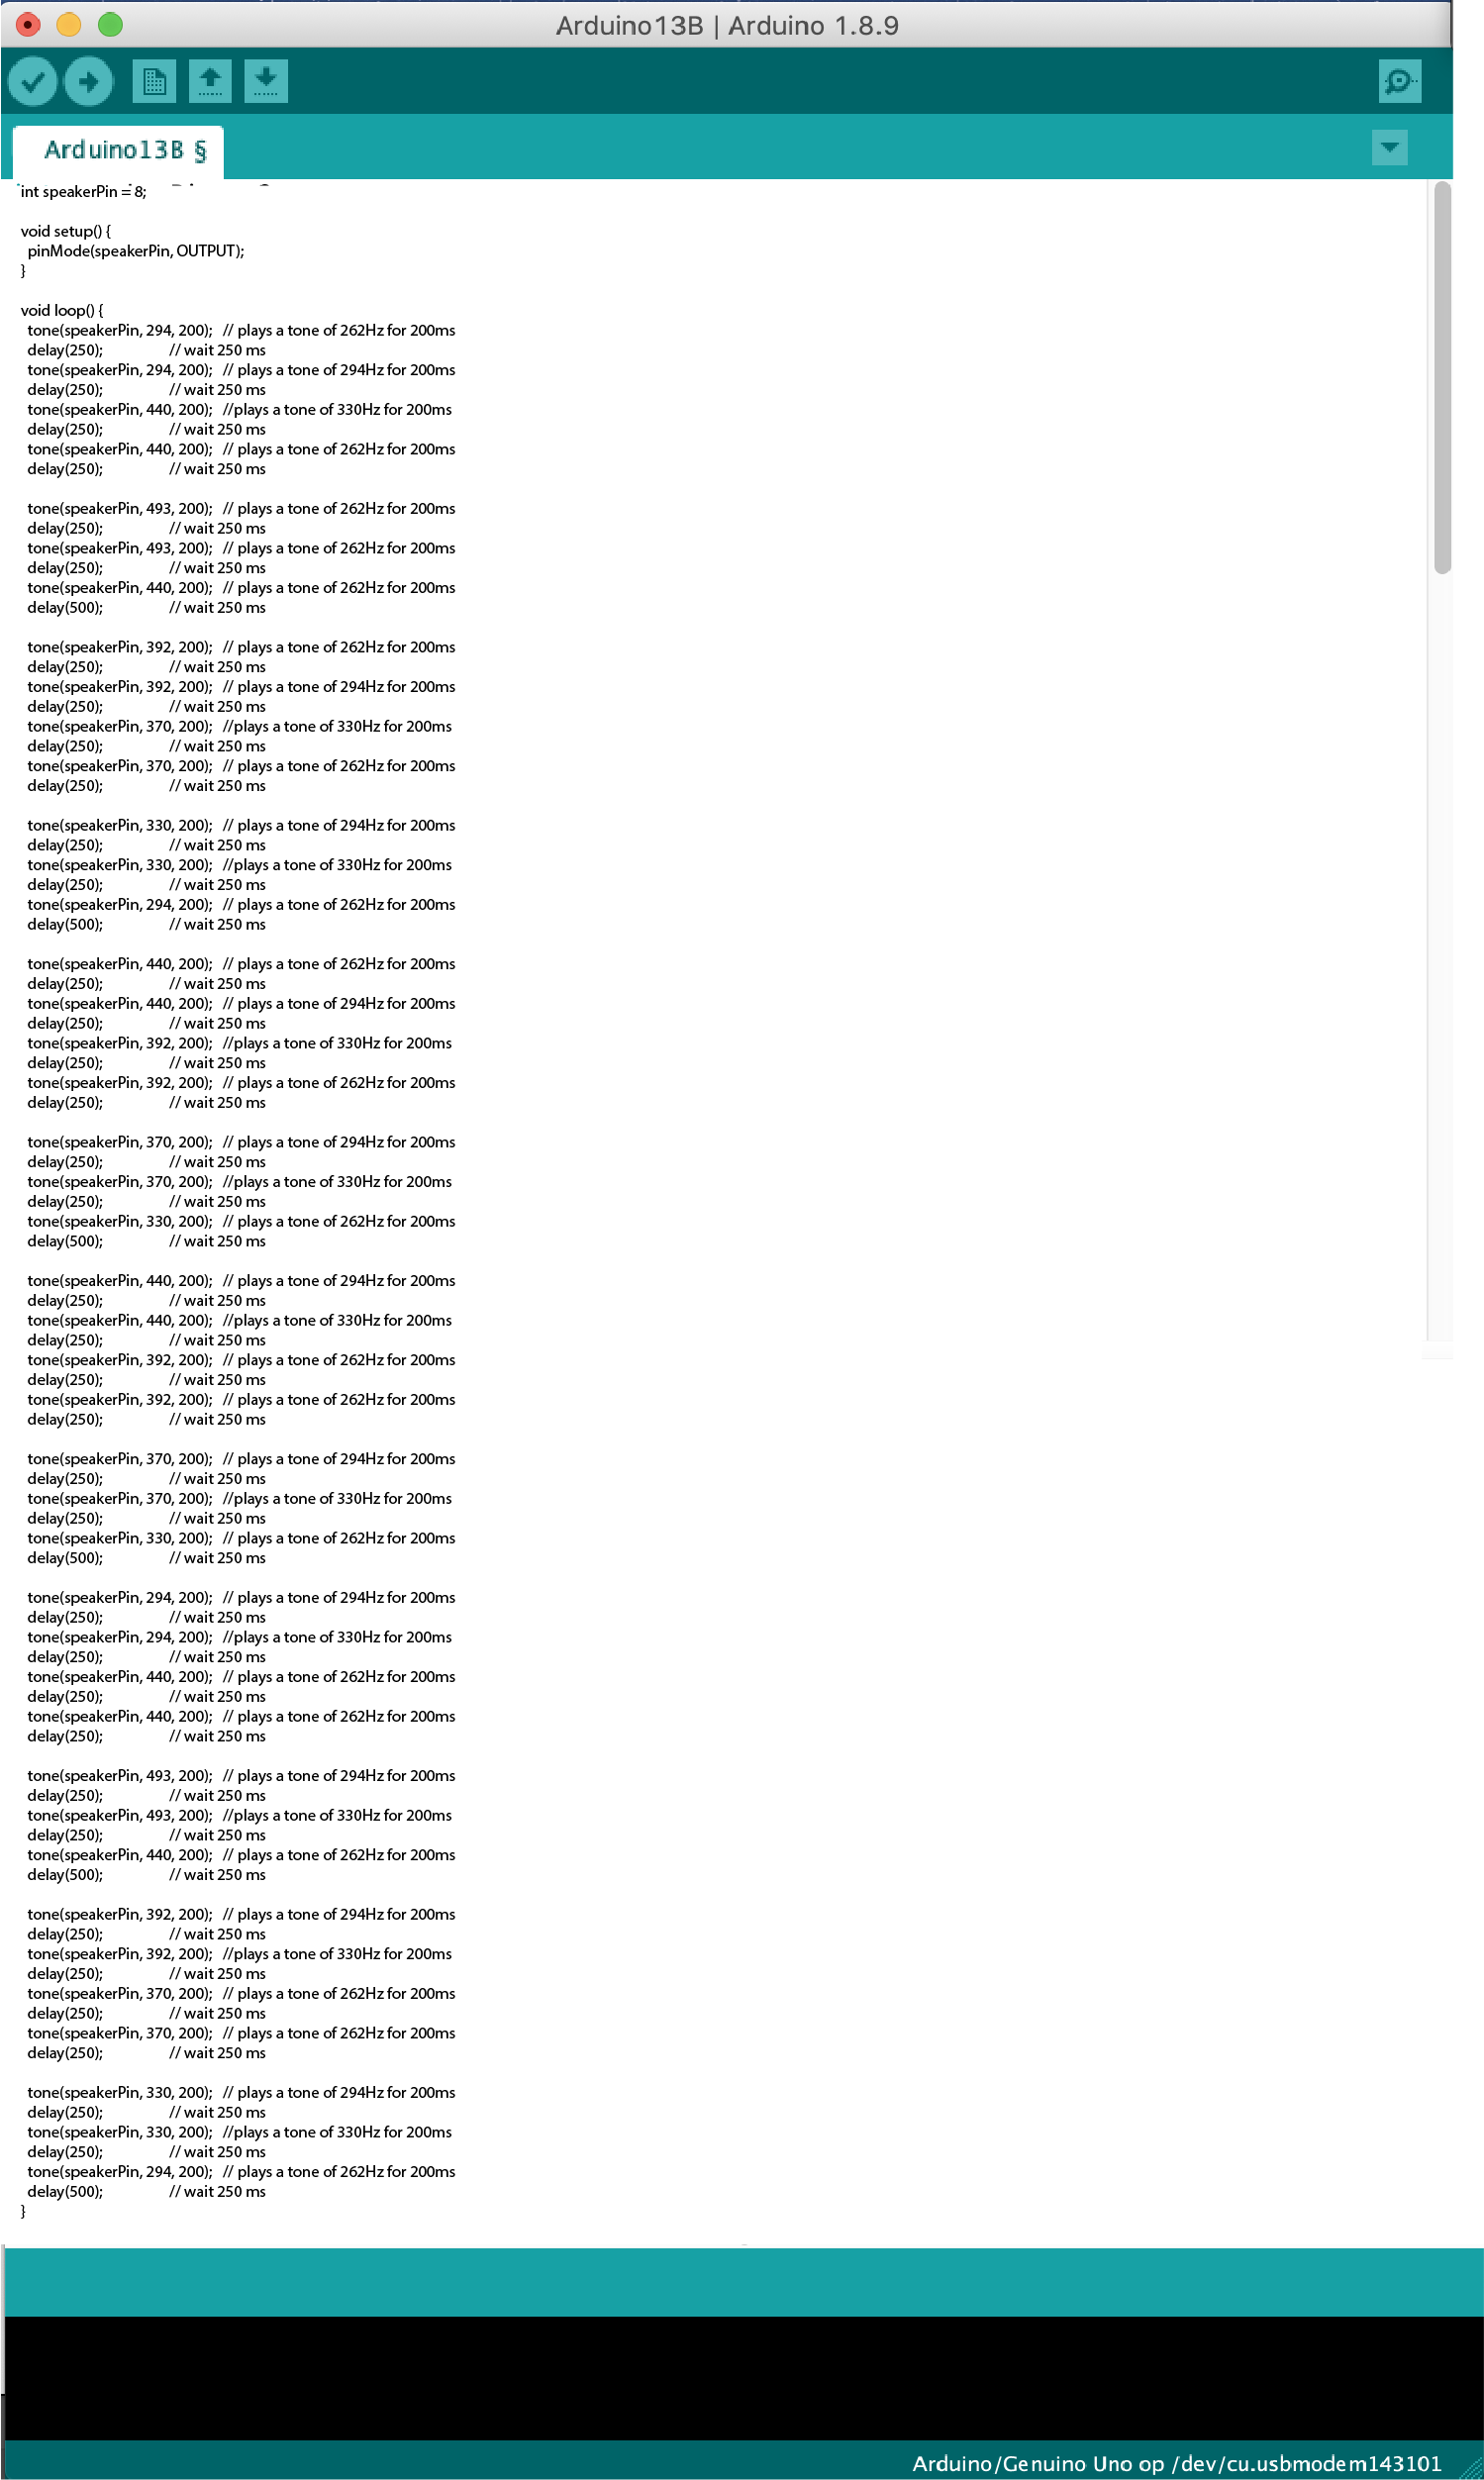 Arduino13B | Arduino 1.8.9
Arduino13B §
int speakerPin = 8;
void setup() {
pinMode(speakerPin, OUTPUT);
}
void loop() {
tone(speakerPin, 294, 200); // plays a tone of 262Hz for 200ms
delay(250); // wait 250 ms
tone(speakerPin, 294, 200); // plays a tone of 294Hz for 200ms
delay(250); // wait 250 ms
tone(speakerPin, 440, 200); //plays a tone of 330Hz for 200ms
delay(250); // wait 250 ms
tone(speakerPin, 440, 200); // plays a tone of 262Hz for 200ms
delay(250); // wait 250 ms
tone(speakerPin, 493, 200); // plays a tone of 262Hz for 200ms
delay(250); // wait 250 ms
tone(speakerPin, 493, 200); // plays a tone of 262Hz for 200ms
delay(250); // wait 250 ms
tone(speakerPin, 440, 200); // plays a tone of 262Hz for 200ms
delay(500); // wait 250 ms
tone(speakerPin, 392, 200); // plays a tone of 262Hz for 200ms
delay(250); // wait 250 ms
tone(speakerPin, 392, 200); // plays a tone of 294Hz for 200ms
delay(250); // wait 250 ms
tone(speakerPin, 370, 200); //plays a tone of 330Hz for 200ms
delay(250); // wait 250 ms
tone(speakerPin, 370, 200); // plays a tone of 262Hz for 200ms
delay(250); // wait 250 ms
tone(speakerPin, 330, 200); // plays a tone of 294Hz for 200ms
delay(250); // wait 250 ms
tone(speakerPin, 330, 200); //plays a tone of 330Hz for 200ms
delay(250); // wait 250 ms
tone(speakerPin, 294, 200); // plays a tone of 262Hz for 200ms
delay(500); // wait 250 ms
tone(speakerPin, 440, 200); // plays a tone of 262Hz for 200ms
delay(250); // wait 250 ms
tone(speakerPin, 440, 200); // plays a tone of 294Hz for 200ms
delay(250); // wait 250 ms
tone(speakerPin, 392, 200); //plays a tone of 330Hz for 200ms
delay(250); // wait 250 ms
tone(speakerPin, 392, 200); // plays a tone of 262Hz for 200ms
delay(250); // wait 250 ms
tone(speakerPin, 370, 200); // plays a tone of 294Hz for 200ms
delay(250); // wait 250 ms
tone(speakerPin, 370, 200); //plays a tone of 330Hz for 200ms
delay(250); // wait 250 ms
tone(speakerPin, 330, 200); // plays a tone of 262Hz for 200ms
delay(500); // wait 250 ms
tone(speakerPin, 440, 200); // plays a tone of 294Hz for 200ms
delay(250); // wait 250 ms
tone(speakerPin, 440, 200); //plays a tone of 330Hz for 200ms
delay(250); // wait 250 ms
tone(speakerPin, 392, 200); // plays a tone of 262Hz for 200ms
delay(250); // wait 250 ms
tone(speakerPin, 392, 200); // plays a tone of 262Hz for 200ms
delay(250); // wait 250 ms
tone(speakerPin, 370, 200); // plays a tone of 294Hz for 200ms
delay(250); // wait 250 ms
tone(speakerPin, 370, 200); //plays a tone of 330Hz for 200ms
delay(250); // wait 250 ms
tone(speakerPin, 330, 200); // plays a tone of 262Hz for 200ms
delay(500); // wait 250 ms
tone(speakerPin, 294, 200); // plays a tone of 294Hz for 200ms
delay(250); // wait 250 ms
tone(speakerPin, 294, 200); //plays a tone of 330Hz for 200ms
delay(250); // wait 250 ms
tone(speakerPin, 440, 200); // plays a tone of 262Hz for 200ms
delay(250); // wait 250 ms
tone(speakerPin, 440, 200); // plays a tone of 262Hz for 200ms
delay(250); // wait 250 ms
tone(speakerPin, 493, 200); // plays a tone of 294Hz for 200ms
delay(250); // wait 250 ms
tone(speakerPin, 493, 200); //plays a tone of 330Hz for 200ms
delay(250); // wait 250 ms
tone(speakerPin, 440, 200); // plays a tone of 262Hz for 200ms
delay(500); // wait 250 ms
tone(speakerPin, 392, 200); // plays a tone of 294Hz for 200ms
delay(250); // wait 250 ms
tone(speakerPin, 392, 200); //plays a tone of 330Hz for 200ms
delay(250); // wait 250 ms
tone(speakerPin, 370, 200); // plays a tone of 262Hz for 200ms
delay(250); // wait 250 ms
tone(speakerPin, 370, 200); // plays a tone of 262Hz for 200ms
delay(250); // wait 250 ms
tone(speakerPin, 330, 200); // plays a tone of 294Hz for 200ms
delay(250); // wait 250 ms
tone(speakerPin, 330, 200); //plays a tone of 330Hz for 200ms
delay(250); // wait 250 ms
tone(speakerPin, 294, 200); // plays a tone of 262Hz for 200ms
delay(500); // wait 250 ms
}
Arduino/Genuino Uno op /dev/cu.usbmodem143101